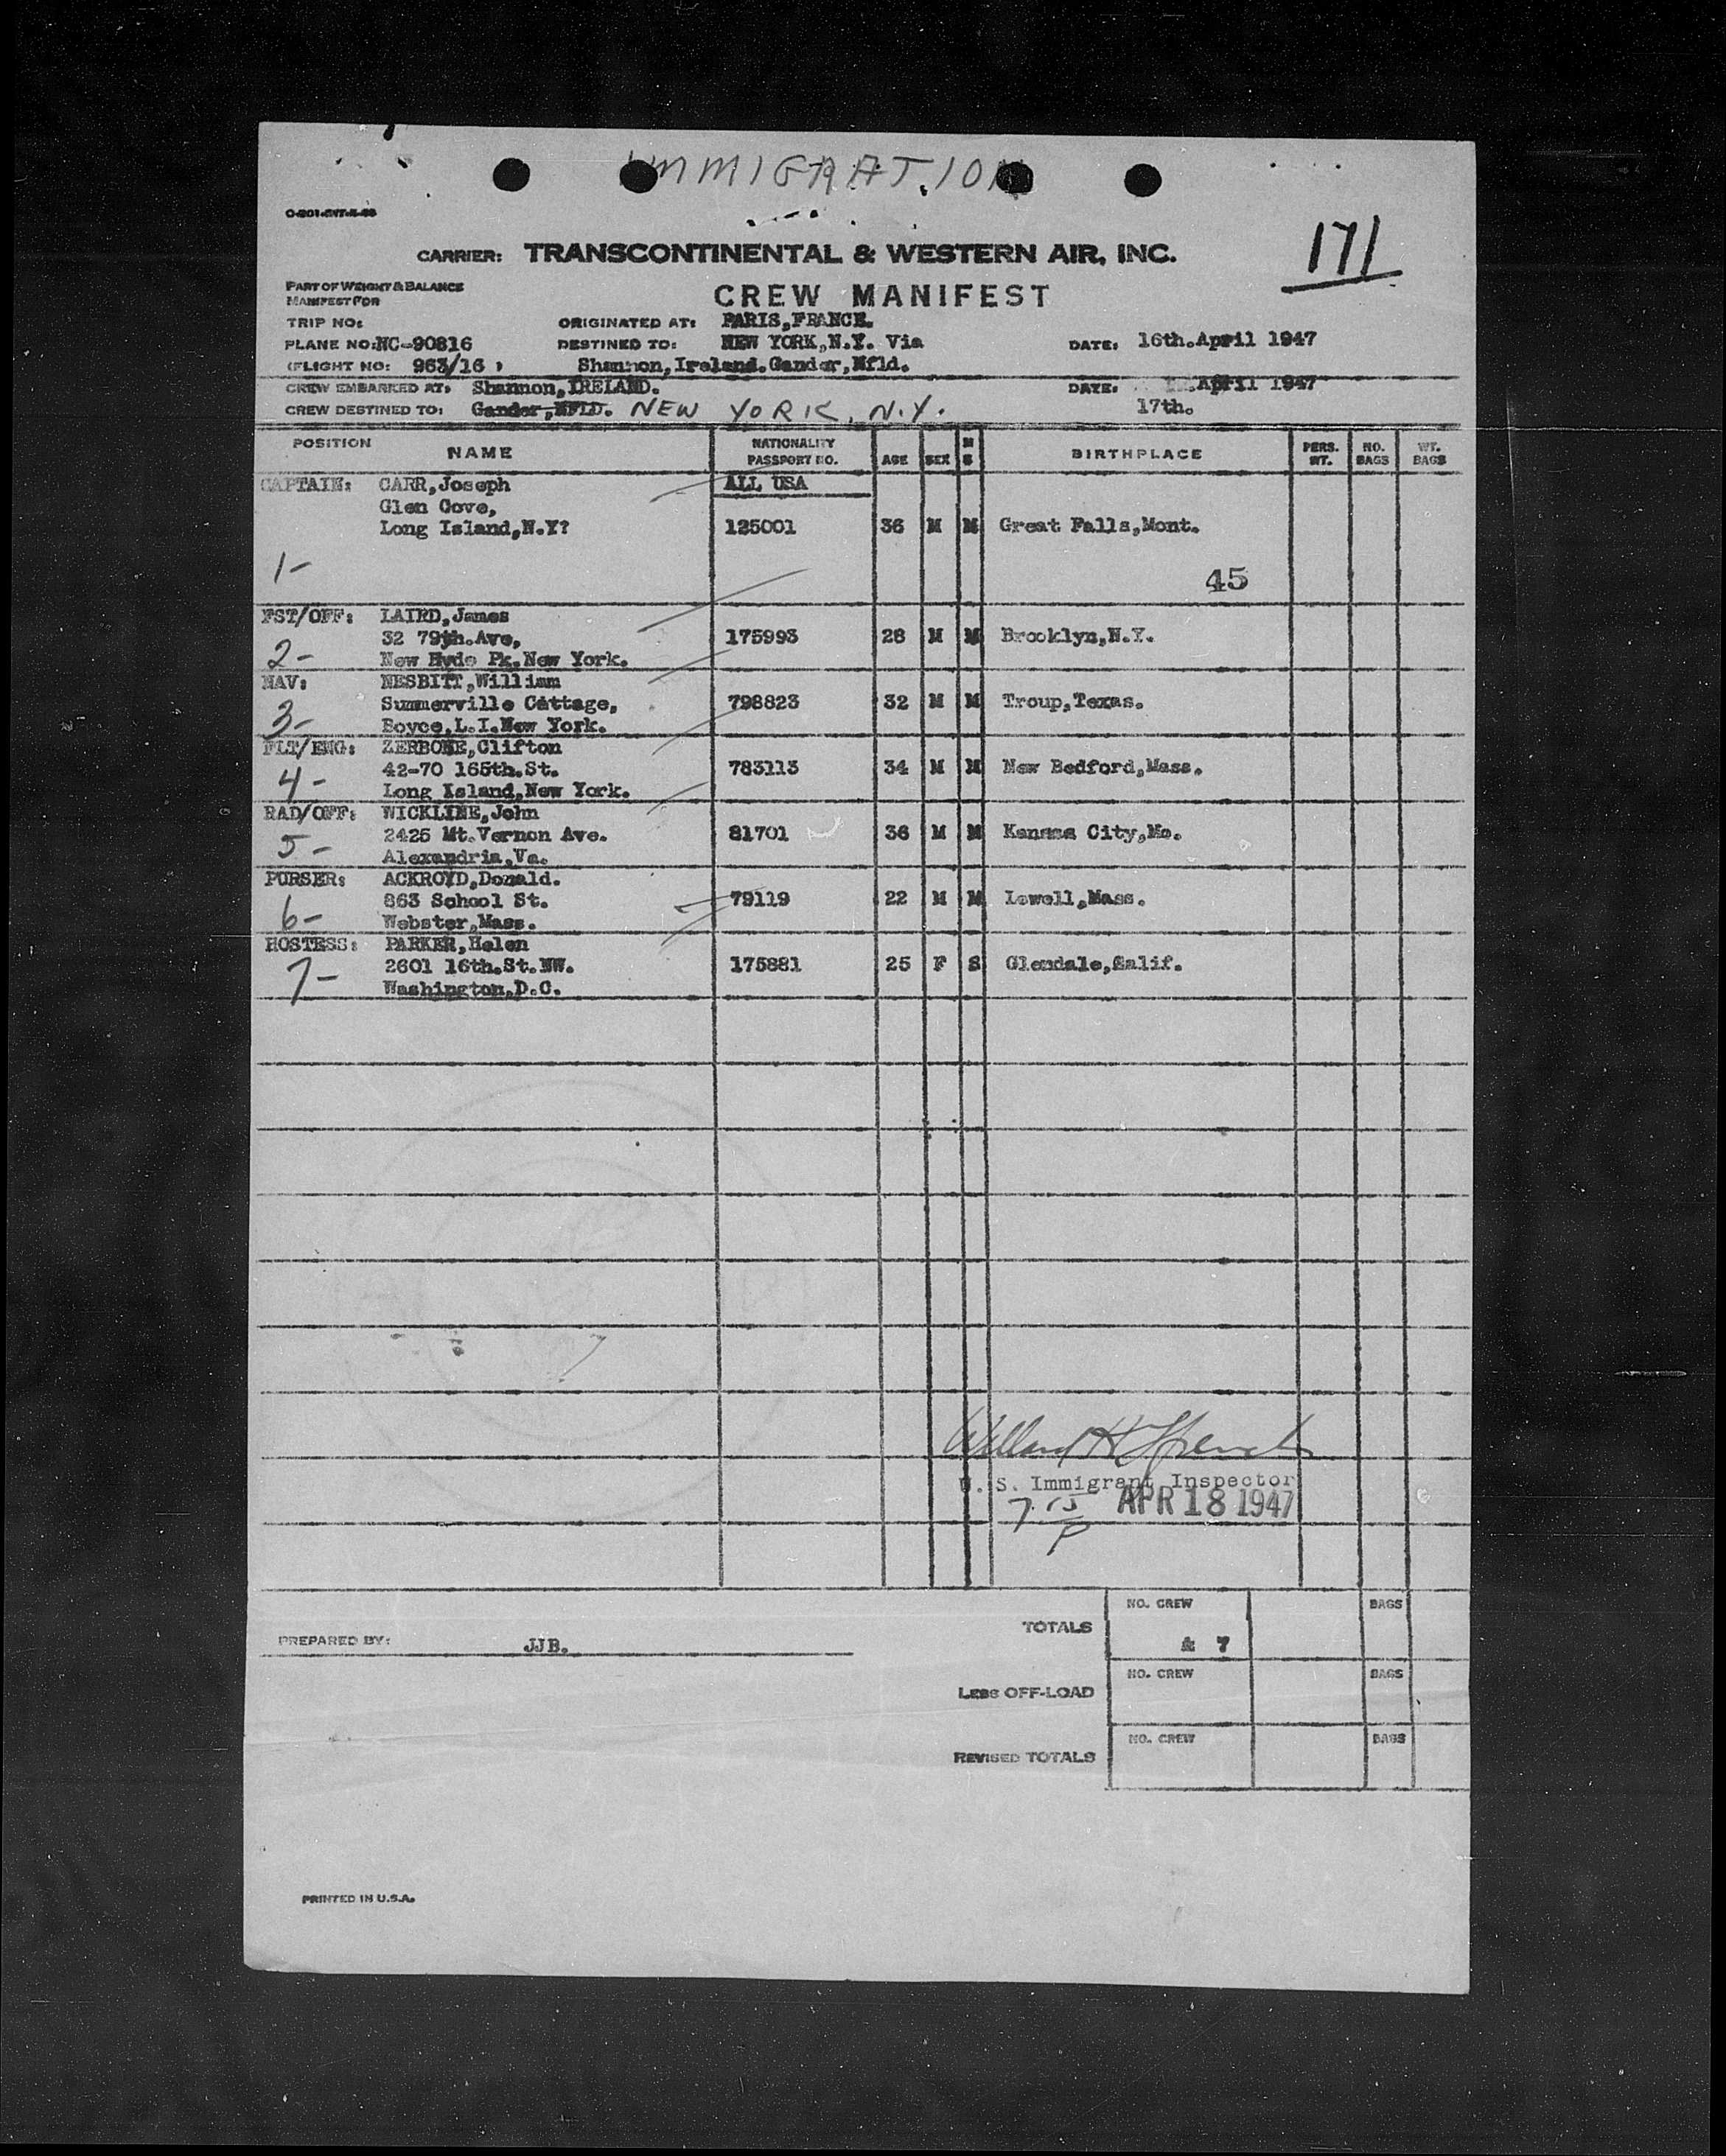 IMMIGRATION
171
CARRIER: TRANSCONTINENTAL & WESTERN AIR, INC.
PART OF WEIGHT & BALANCE
MANIFEST FOR
CREW MANIFEST
TRIP NO: ORIGINATED AT: PARIS,FRANCE.
PLANE NO: NC-90816 DESTINED TO: NEW YORK,N.Y. Via DATE: 16th.April 1947
(FLIGHT NO: 963/16 ) Shannon,Ireland.Gander,Nfld.
CREW EMBARKED AT: Shannon,IRELAND. DATE: April 1947
CREW DESTINED TO: Gander,NFLD. NEW YORK, N.Y. 17th.
POSITION NAME NATIONALITY PASSPORT NO. AGE SEX M S BIRTHPLACE PERS. WT. NO. BAGS WT. BAGS
CAPTAIN: CARR,Joseph ALL USA
Glen Cove,
Long Island,N.Y? 125001 36 M M Great Falls,Mont.
1- 45
FST/OFF: LAIRD,James
32 79th.Ave, 175993 28 M M Brooklyn,N.Y.
2- New Hyde Pk.New York.
NAV: NESBITT,William
Summerville Cattage, 798823 32 M M Troup,Texas.
3- Boyce,L.I.New York.
FLT/ENG: ZERBONE,Clifton
42-70 165th.St. 783113 34 M M New Bedford,Mass.
4- Long Island,New York.
RAD/OFF: WICKLINE,John
2425 Mt.Vernon Ave. 81701 36 M M Kansas City,Mo.
5- Alexandria,Va.
PURSER: ACKROYD,Donald.
863 School St. 79119 22 M M Lowell,Mass.
6- Webster,Mass.
HOSTESS: PARKER,Helen
2601 16th.St.NW. 175881 25 F S Glendale,Calif.
7- Washington,D.C.
U. S. Immigrant Inspector
7 15 P APR 18 1947
NO. CREW BAGS
TOTALS
PREPARED BY: JJB. 7
NO. CREW BAGS
LESS OFF-LOAD
NO. CREW BAGS
REVISED TOTALS
PRINTED IN U.S.A.